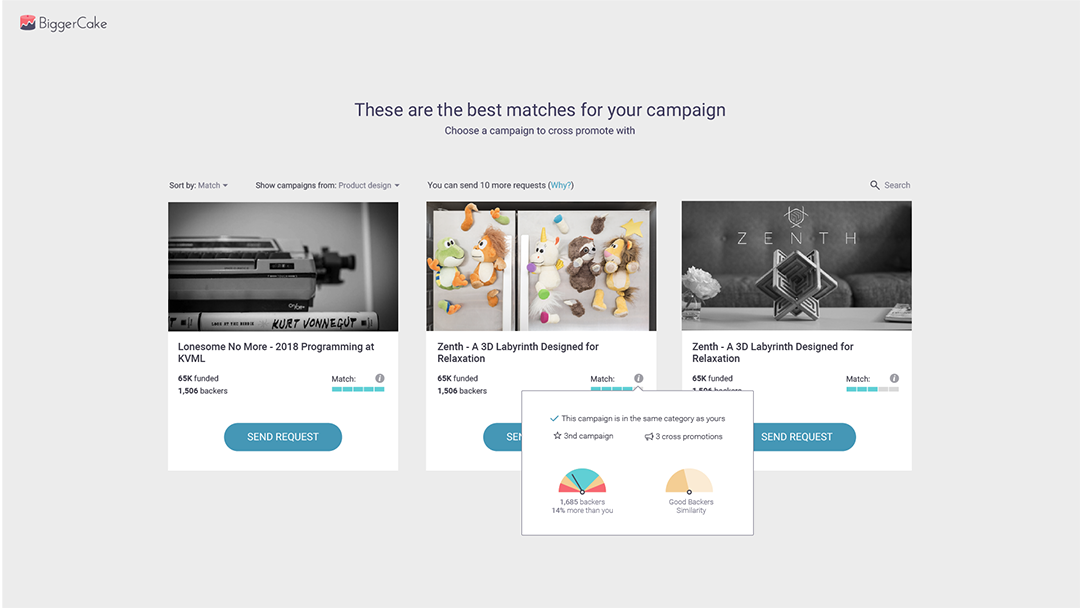 BiggerCake
These are the best matches for your campaign
Choose a campaign to cross promote with
Sort by: Match
Show campaigns from: Product design
You can send 10 more requests (Why?)
Search
KURT VONNEGUT
ZENTH
Lonesome No More - 2018 Programming at
KVML
65K funded
1,506 backers
Match:
SEND REQUEST
Zenth - A 3D Labyrinth Designed for
Relaxation
65K funded
1,506 backers
Match:
SEN
Zenth - A 3D Labyrinth Designed for
Relaxation
65K funded
1,506 backers
Match:
SEND REQUEST
This campaign is in the same category as yours
3nd campaign
3 cross promotions
1,685 backers
14% more than you
Good Backers
Similarity